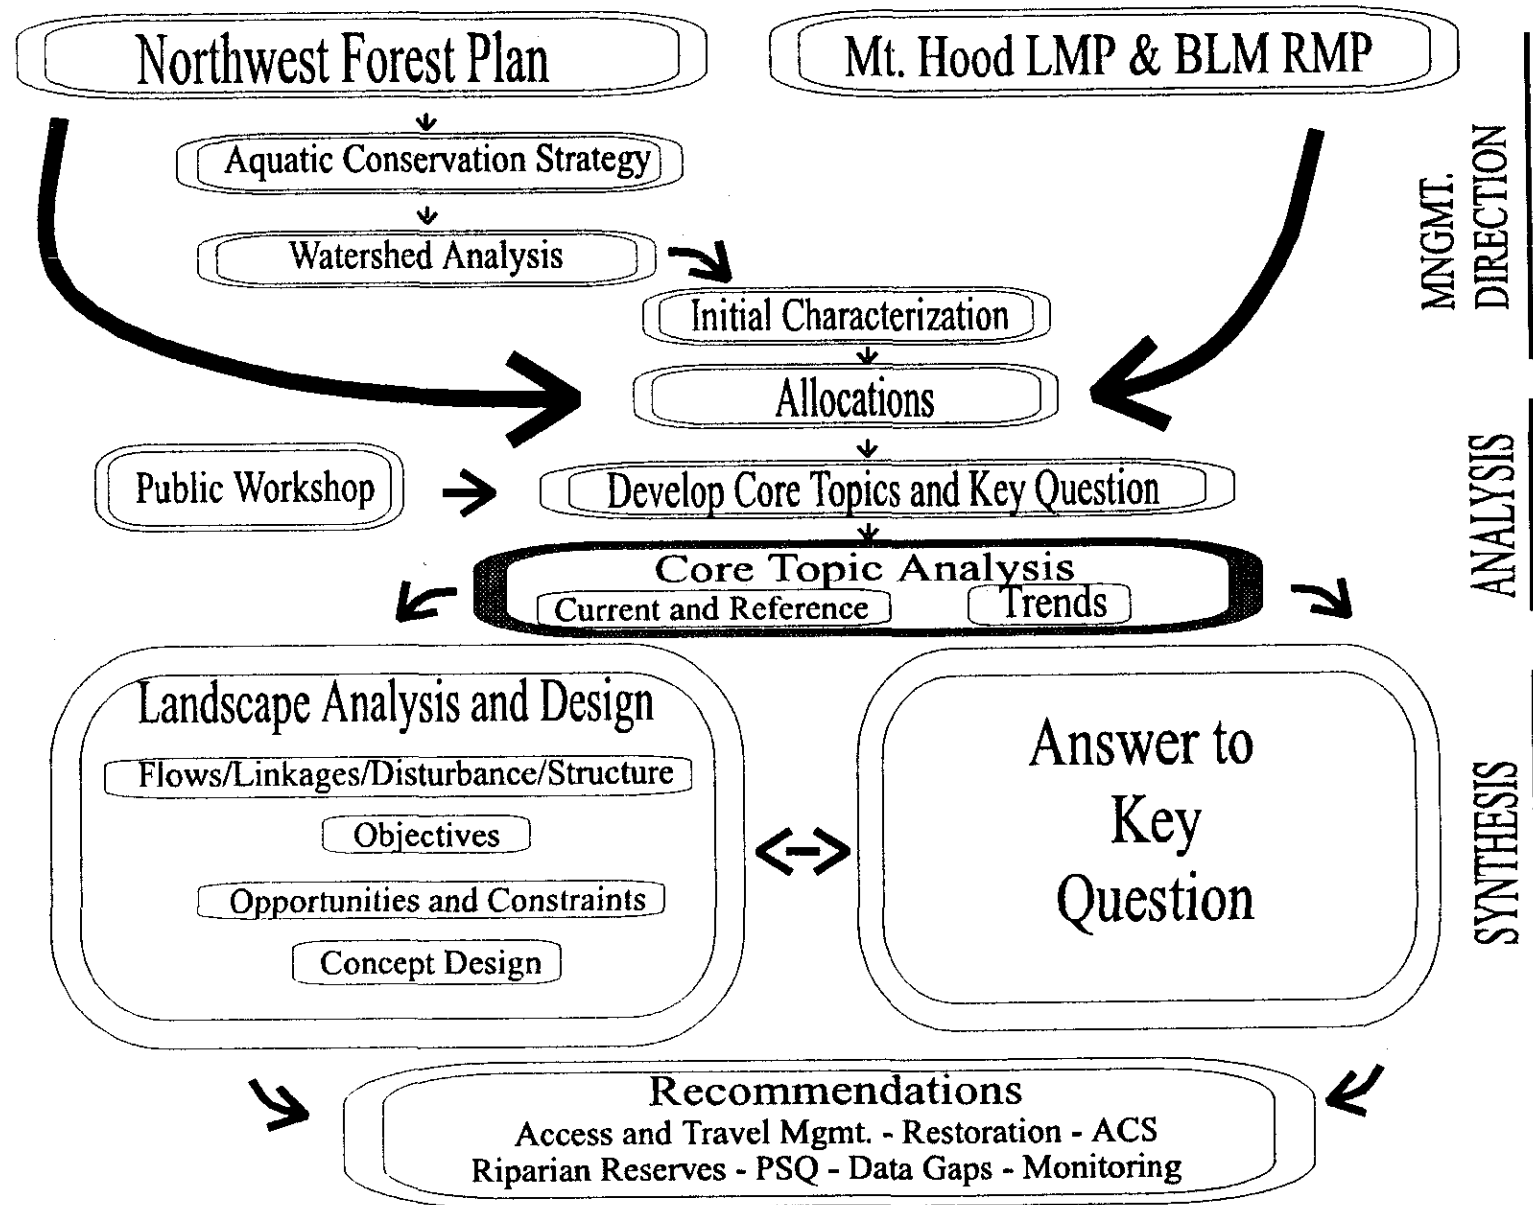 Northwest Forest Plan
Mt. Hood LMP & BLM RMP
Aquatic Conservation Strategy
Watershed Analysis
Initial Characterization
Allocations
Public Workshop
Develop Core Topics and Key Question
Core Topic Analysis
Current and Reference
Trends
Landscape Analysis and Design
Flows/Linkages/Disturbance/Structure
Objectives
Opportunities and Constraints
Concept Design
Answer to
Key
Question
Recommendations
Access and Travel Mgmt. - Restoration - ACS
Riparian Reserves - PSQ - Data Gaps - Monitoring
MNGMT.
DIRECTION
ANALYSIS
SYNTHESIS